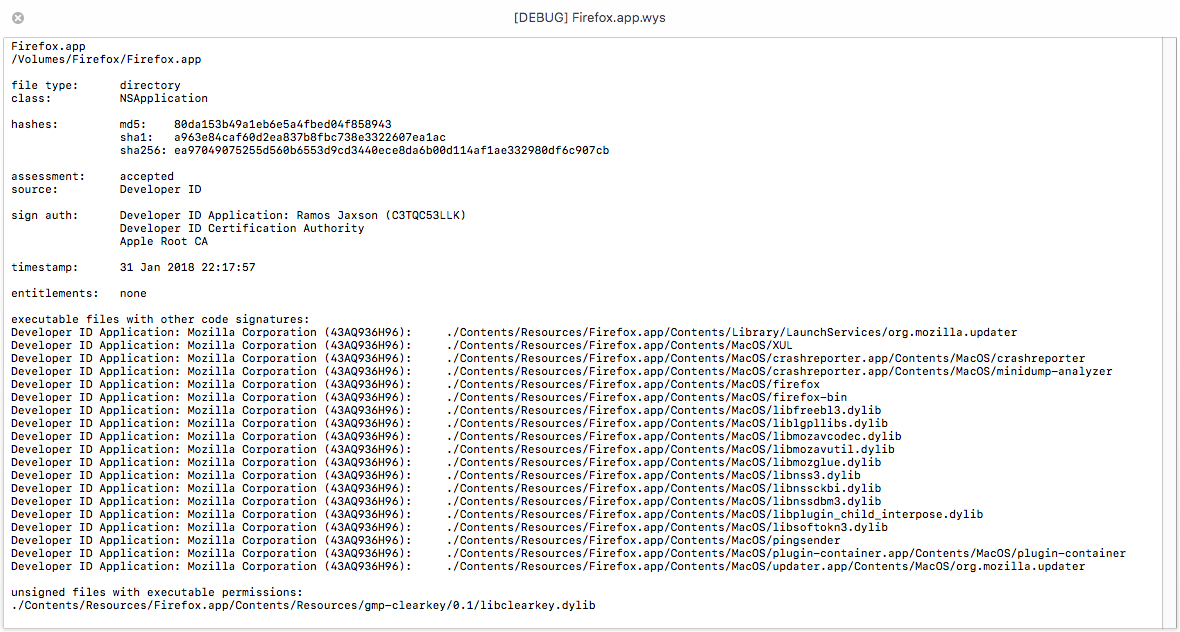 [DEBUG] Firefox.app.wys
Firefox.app
/Volumes/Firefox/Firefox.app
file type: directory
class: NSApplication
hashes: md5: 80da153b49a1eb6e5a4fbed04f858943
sha1: a963e84caf60d2ea837b8fbc738e3322607ea1ac
sha256: ea97049075255d560b6553d9cd3440ece8da6b00d114af1ae332980df6c907cb
assessment: accepted
source: Developer ID
sign auth: Developer ID Application: Ramos Jaxson (C3TQC53LLK)
Developer ID Certification Authority
Apple Root CA
timestamp: 31 Jan 2018 22:17:57
entitlements: none
executable files with other code signatures:
Developer ID Application: Mozilla Corporation (43AQ936H96): ./Contents/Resources/Firefox.app/Contents/Library/LaunchServices/org.mozilla.updater
Developer ID Application: Mozilla Corporation (43AQ936H96): ./Contents/Resources/Firefox.app/Contents/MacOS/XUL
Developer ID Application: Mozilla Corporation (43AQ936H96): ./Contents/Resources/Firefox.app/Contents/MacOS/crashreporter.app/Contents/MacOS/crashreporter
Developer ID Application: Mozilla Corporation (43AQ936H96): ./Contents/Resources/Firefox.app/Contents/MacOS/crashreporter.app/Contents/MacOS/minidump-analyzer
Developer ID Application: Mozilla Corporation (43AQ936H96): ./Contents/Resources/Firefox.app/Contents/MacOS/firefox
Developer ID Application: Mozilla Corporation (43AQ936H96): ./Contents/Resources/Firefox.app/Contents/MacOS/firefox-bin
Developer ID Application: Mozilla Corporation (43AQ936H96): ./Contents/Resources/Firefox.app/Contents/MacOS/libfreebl3.dylib
Developer ID Application: Mozilla Corporation (43AQ936H96): ./Contents/Resources/Firefox.app/Contents/MacOS/liblgpllibs.dylib
Developer ID Application: Mozilla Corporation (43AQ936H96): ./Contents/Resources/Firefox.app/Contents/MacOS/libmozavcodec.dylib
Developer ID Application: Mozilla Corporation (43AQ936H96): ./Contents/Resources/Firefox.app/Contents/MacOS/libmozavutil.dylib
Developer ID Application: Mozilla Corporation (43AQ936H96): ./Contents/Resources/Firefox.app/Contents/MacOS/libmozglue.dylib
Developer ID Application: Mozilla Corporation (43AQ936H96): ./Contents/Resources/Firefox.app/Contents/MacOS/libnss3.dylib
Developer ID Application: Mozilla Corporation (43AQ936H96): ./Contents/Resources/Firefox.app/Contents/MacOS/libnssckbi.dylib
Developer ID Application: Mozilla Corporation (43AQ936H96): ./Contents/Resources/Firefox.app/Contents/MacOS/libnssdbm3.dylib
Developer ID Application: Mozilla Corporation (43AQ936H96): ./Contents/Resources/Firefox.app/Contents/MacOS/libplugin_child_interpose.dylib
Developer ID Application: Mozilla Corporation (43AQ936H96): ./Contents/Resources/Firefox.app/Contents/MacOS/libsoftokn3.dylib
Developer ID Application: Mozilla Corporation (43AQ936H96): ./Contents/Resources/Firefox.app/Contents/MacOS/pingsender
Developer ID Application: Mozilla Corporation (43AQ936H96): ./Contents/Resources/Firefox.app/Contents/MacOS/plugin-container.app/Contents/MacOS/plugin-container
Developer ID Application: Mozilla Corporation (43AQ936H96): ./Contents/Resources/Firefox.app/Contents/MacOS/updater.app/Contents/MacOS/org.mozilla.updater
unsigned files with executable permissions:
./Contents/Resources/Firefox.app/Contents/Resources/gmp-clearkey/0.1/libclearkey.dylib